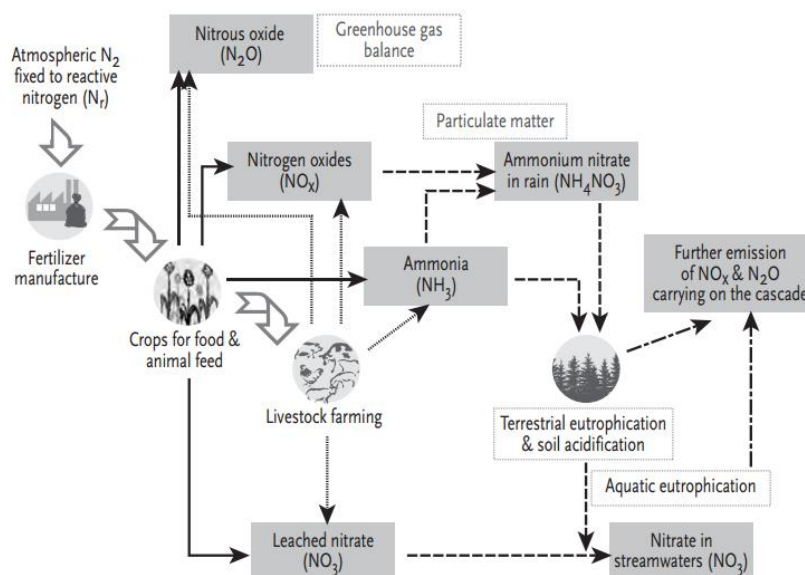 Atmospheric N₂
fixed to reactive
nitrogen (Nᵣ)
Nitrous oxide
(N₂O)
Greenhouse gas
balance
Particulate matter
Nitrogen oxides
(NOₓ)
Ammonium nitrate
in rain (NH₄NO₃)
Fertilizer
manufacture
Ammonia
(NH₃)
Further emission
of NOₓ & N₂O
carrying on the cascade
Crops for food &
animal feed
Livestock farming
Terrestrial eutrophication
& soil acidification
Aquatic eutrophication
Leached nitrate
(NO₃)
Nitrate in
streamwaters (NO₃)